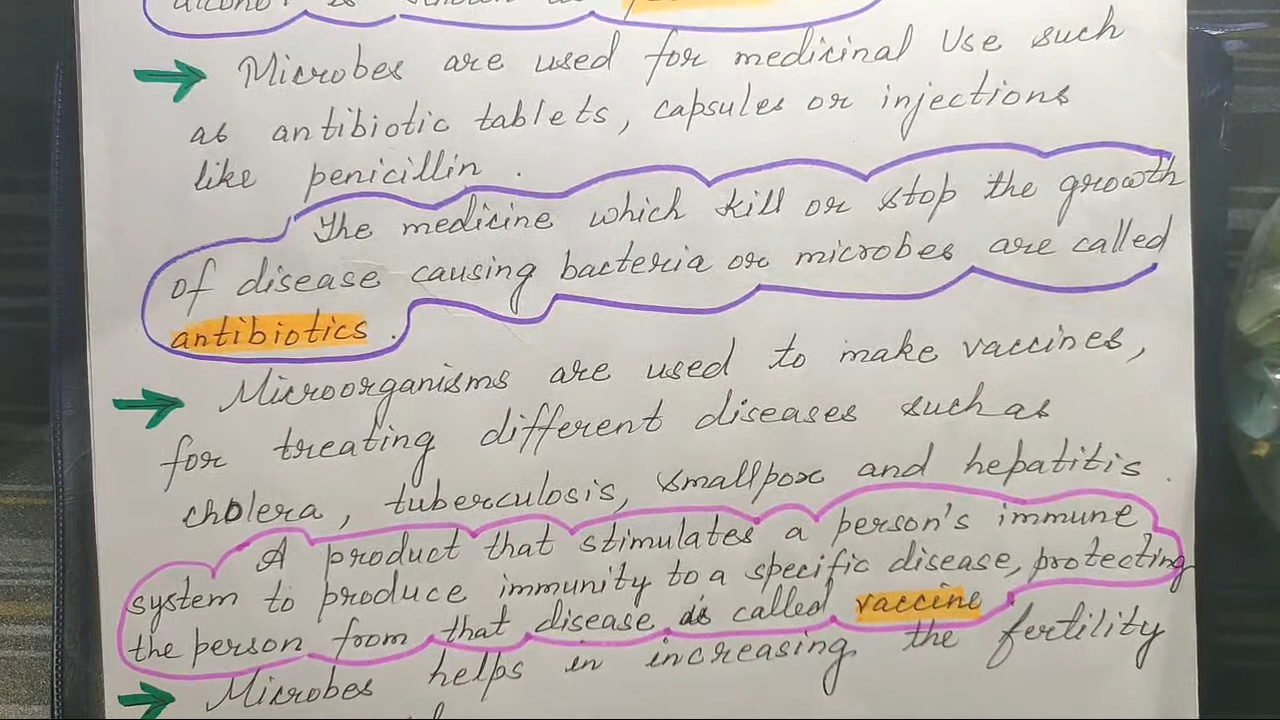 alcohol is
Microbes are used for medicinal Use such
as antibiotic tablets, capsules or injections
like penicillin.
The medicine which kill or stop the growth
of disease causing bacteria or microbes are called
antibiotics.
Microorganisms are used to make vaccines,
for treating different diseases such as
cholera, tuberculosis, smallpox and hepatitis.
A product that stimulates a person's immune
system to produce immunity to a specific disease, protecting
the person from that disease is called vaccine.
Microbes helps in increasing the fertility